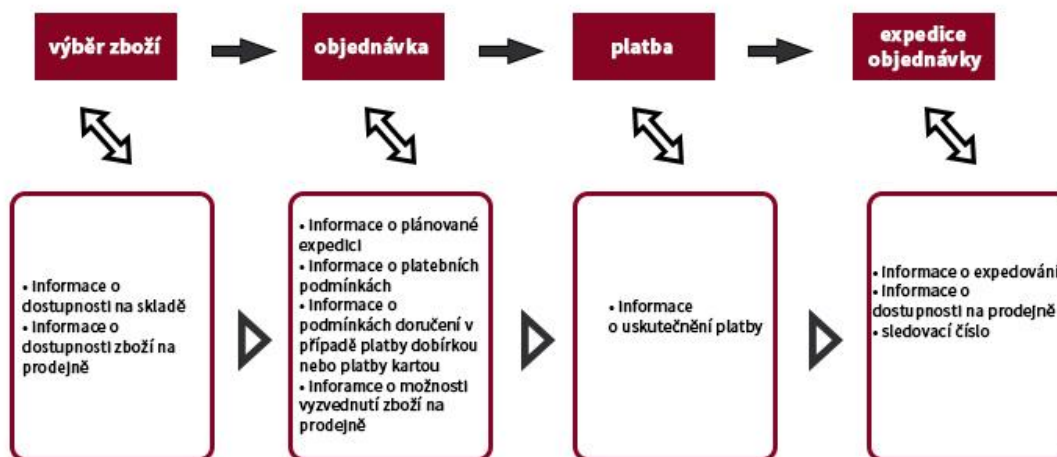 výběr zboží
objednávka
platba
expedice
objednávky
• Informace o
dostupnosti na skladě
• Informace o
dostupnosti zboží na
prodejně
• Informace o plánované
expedici
• Informace o platebních
podmínkách
• Informace o
podmínkách doručení v
případě platby dobírkou
nebo platby kartou
• Inforamce o možnosti
vyzvednutí zboží na
prodejně
• Informace
o uskutečnění platby
• Informace o expedování
• Informace o
dostupnosti na prodejně
• sledovací číslo